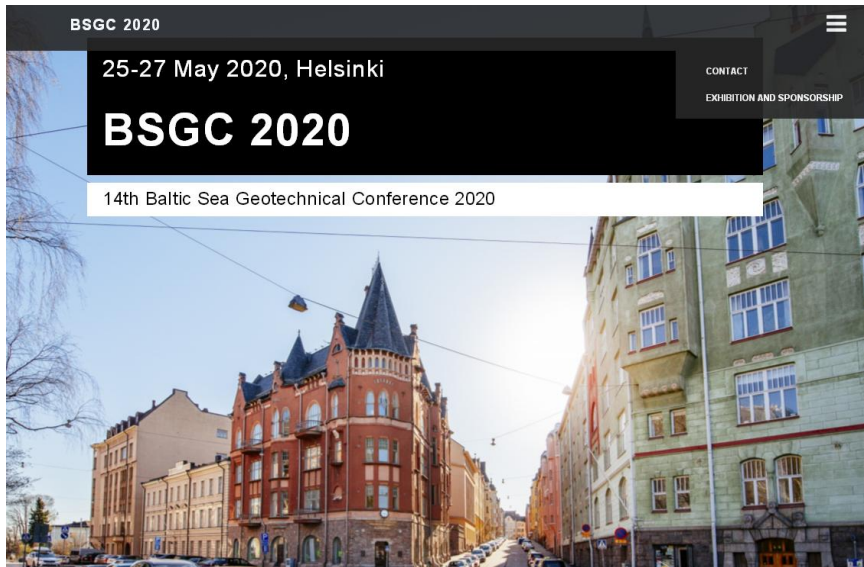 BSGC 2020
CONTACT
EXHIBITION AND SPONSORSHIP
25-27 May 2020, Helsinki
BSGC 2020
14th Baltic Sea Geotechnical Conference 2020